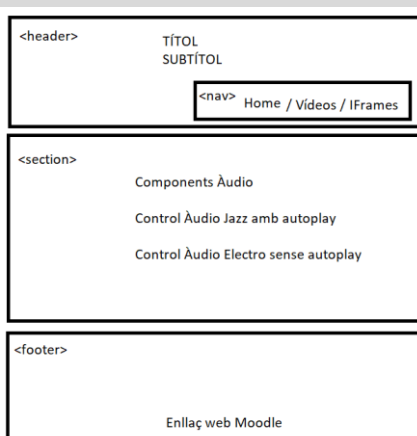 <header>
TÍTOL
SUBTÍTOL
<nav> Home / Vídeos / IFrames
<section>
Components Àudio
Control Àudio Jazz amb autoplay
Control Àudio Electro sense autoplay
<footer>
Enllaç web Moodle